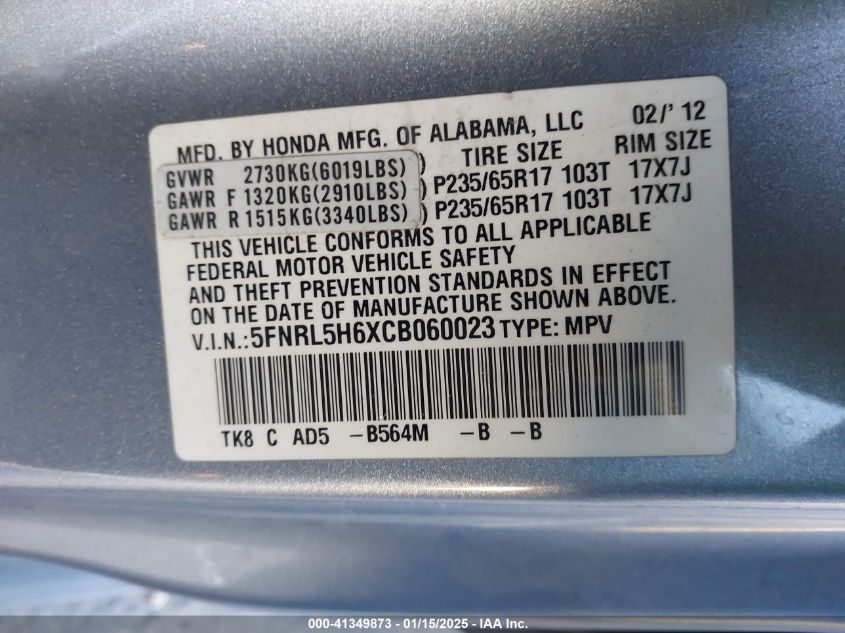 MFD. BY HONDA MFG. OF ALABAMA, LLC 02/' 12
GVWR 2730KG(6019LBS) TIRE SIZE RIM SIZE
GAWR F 1320KG(2910LBS) P235/65R17 103T 17X7J
GAWR R 1515KG(3340LBS) P235/65R17 103T 17X7J
THIS VEHICLE CONFORMS TO ALL APPLICABLE
FEDERAL MOTOR VEHICLE SAFETY
AND THEFT PREVENTION STANDARDS IN EFFECT
ON THE DATE OF MANUFACTURE SHOWN ABOVE.
V.I.N.:5FNRL5H6XCB060023 TYPE: MPV
TK8 C AD5 -B564M -B -B
000-41349873 - 01/15/2025 - IAAI.com.